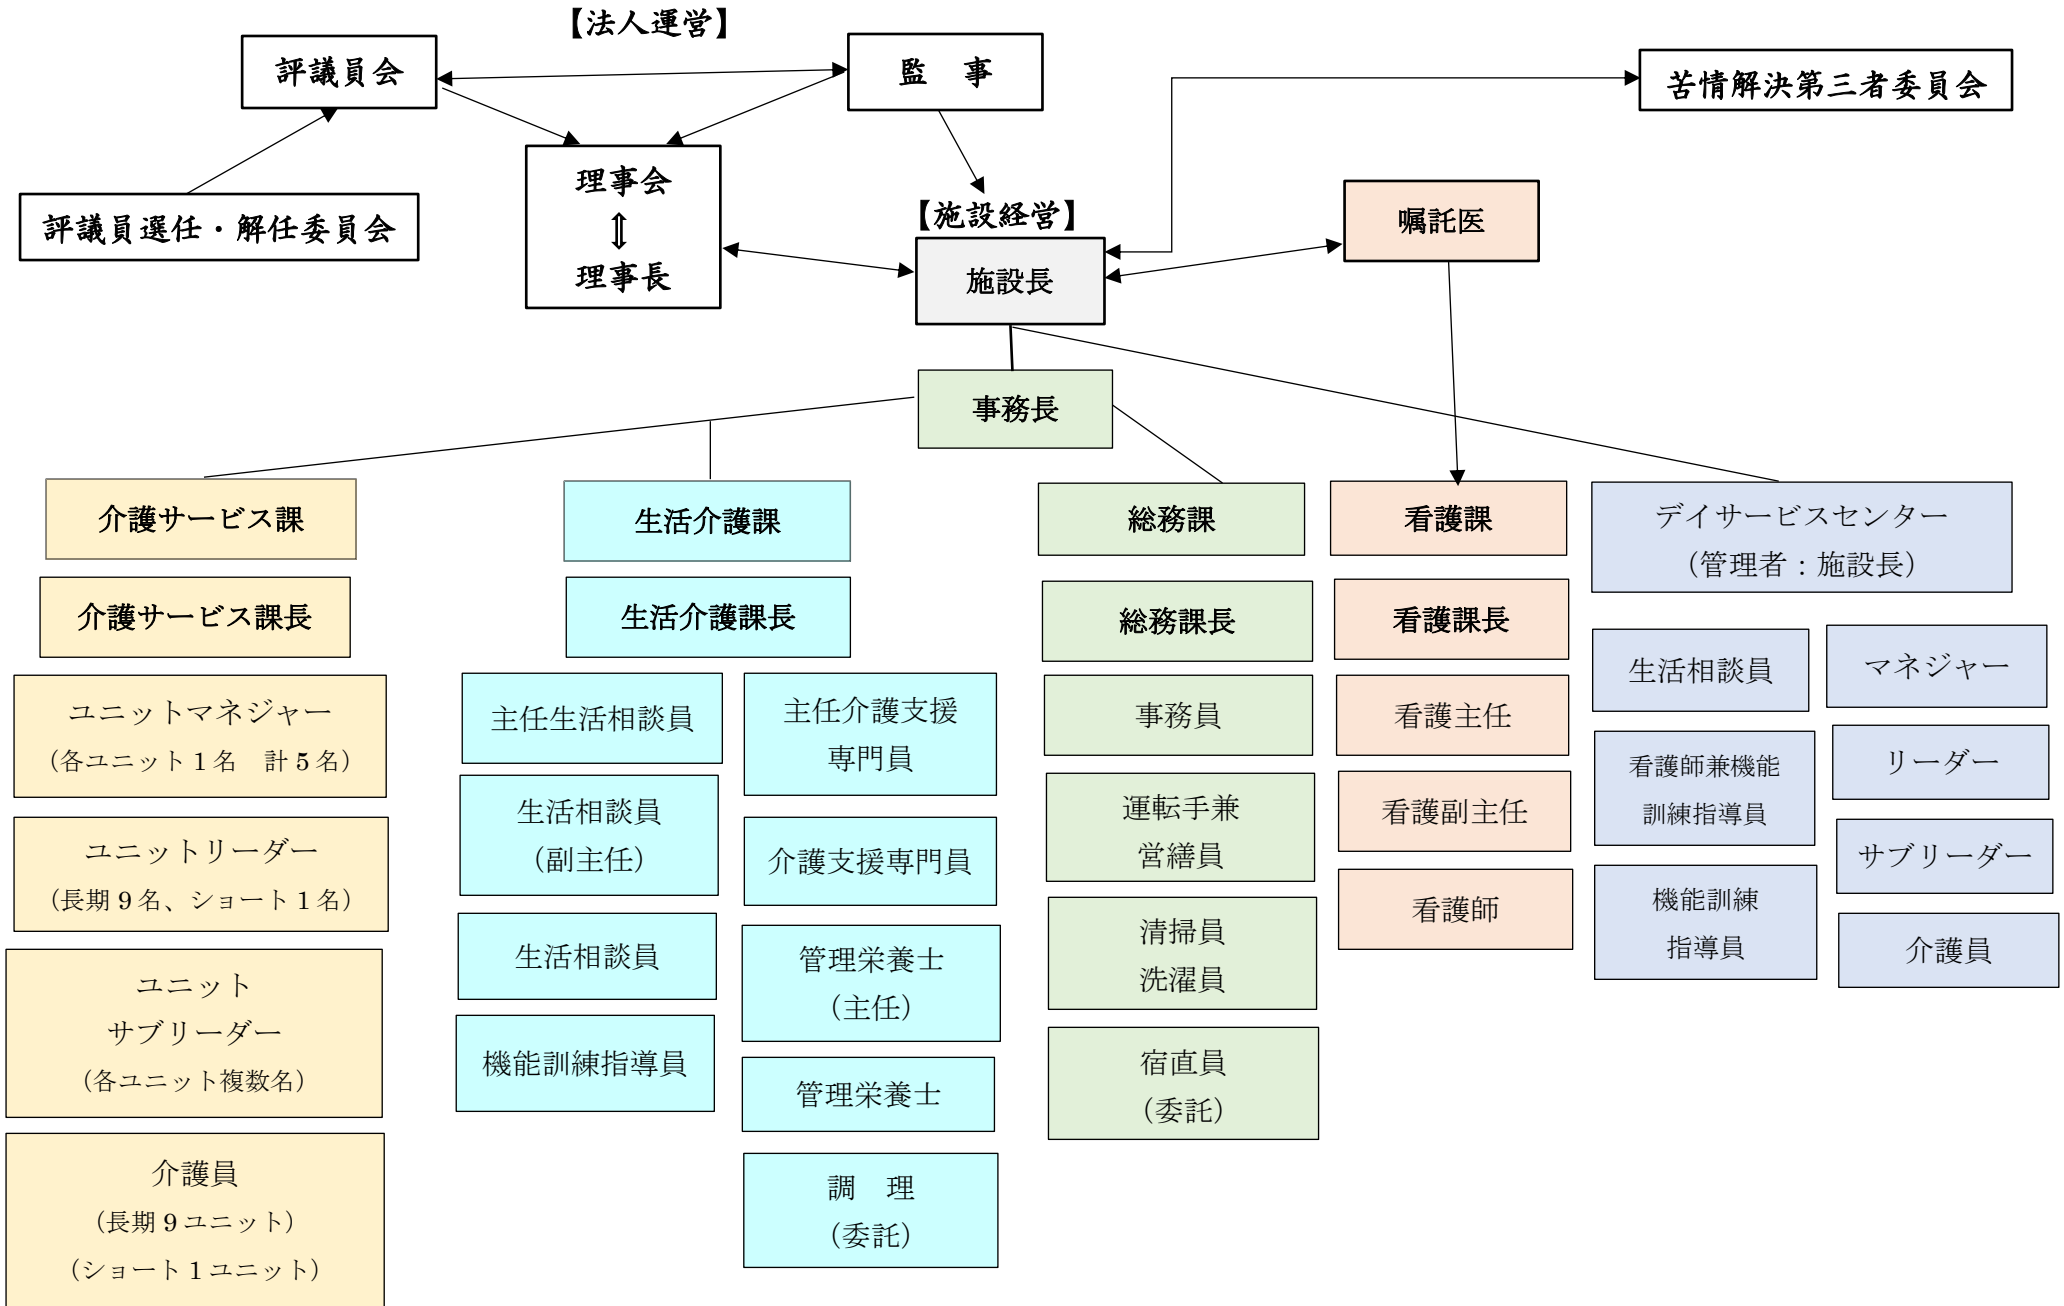 【法人運営】
評議員会
監　事
苦情解決第三者委員会
理事会
⇕
理事長
評議員選任・解任委員会
【施設経営】
嘱託医
施設長
事務長
介護サービス課
介護サービス課長
ユニットマネジャー
（各ユニット 1 名　計 5 名）
ユニットリーダー
（長期 9 名、ショート 1 名）
ユニット
サブリーダー
（各ユニット複数名）
介護員
（長期 9 ユニット）
（ショート 1 ユニット）
生活介護課
生活介護課長
主任生活相談員
生活相談員
（副主任）
生活相談員
機能訓練指導員
主任介護支援
専門員
介護支援専門員
管理栄養士
（主任）
管理栄養士
調　理
（委託）
総務課
総務課長
事務員
運転手兼
営繕員
清掃員
洗濯員
宿直員
（委託）
看護課
看護課長
看護主任
看護副主任
看護師
デイサービスセンター
（管理者：施設長）
生活相談員
看護師兼機能
訓練指導員
機能訓練
指導員
マネジャー
リーダー
サブリーダー
介護員